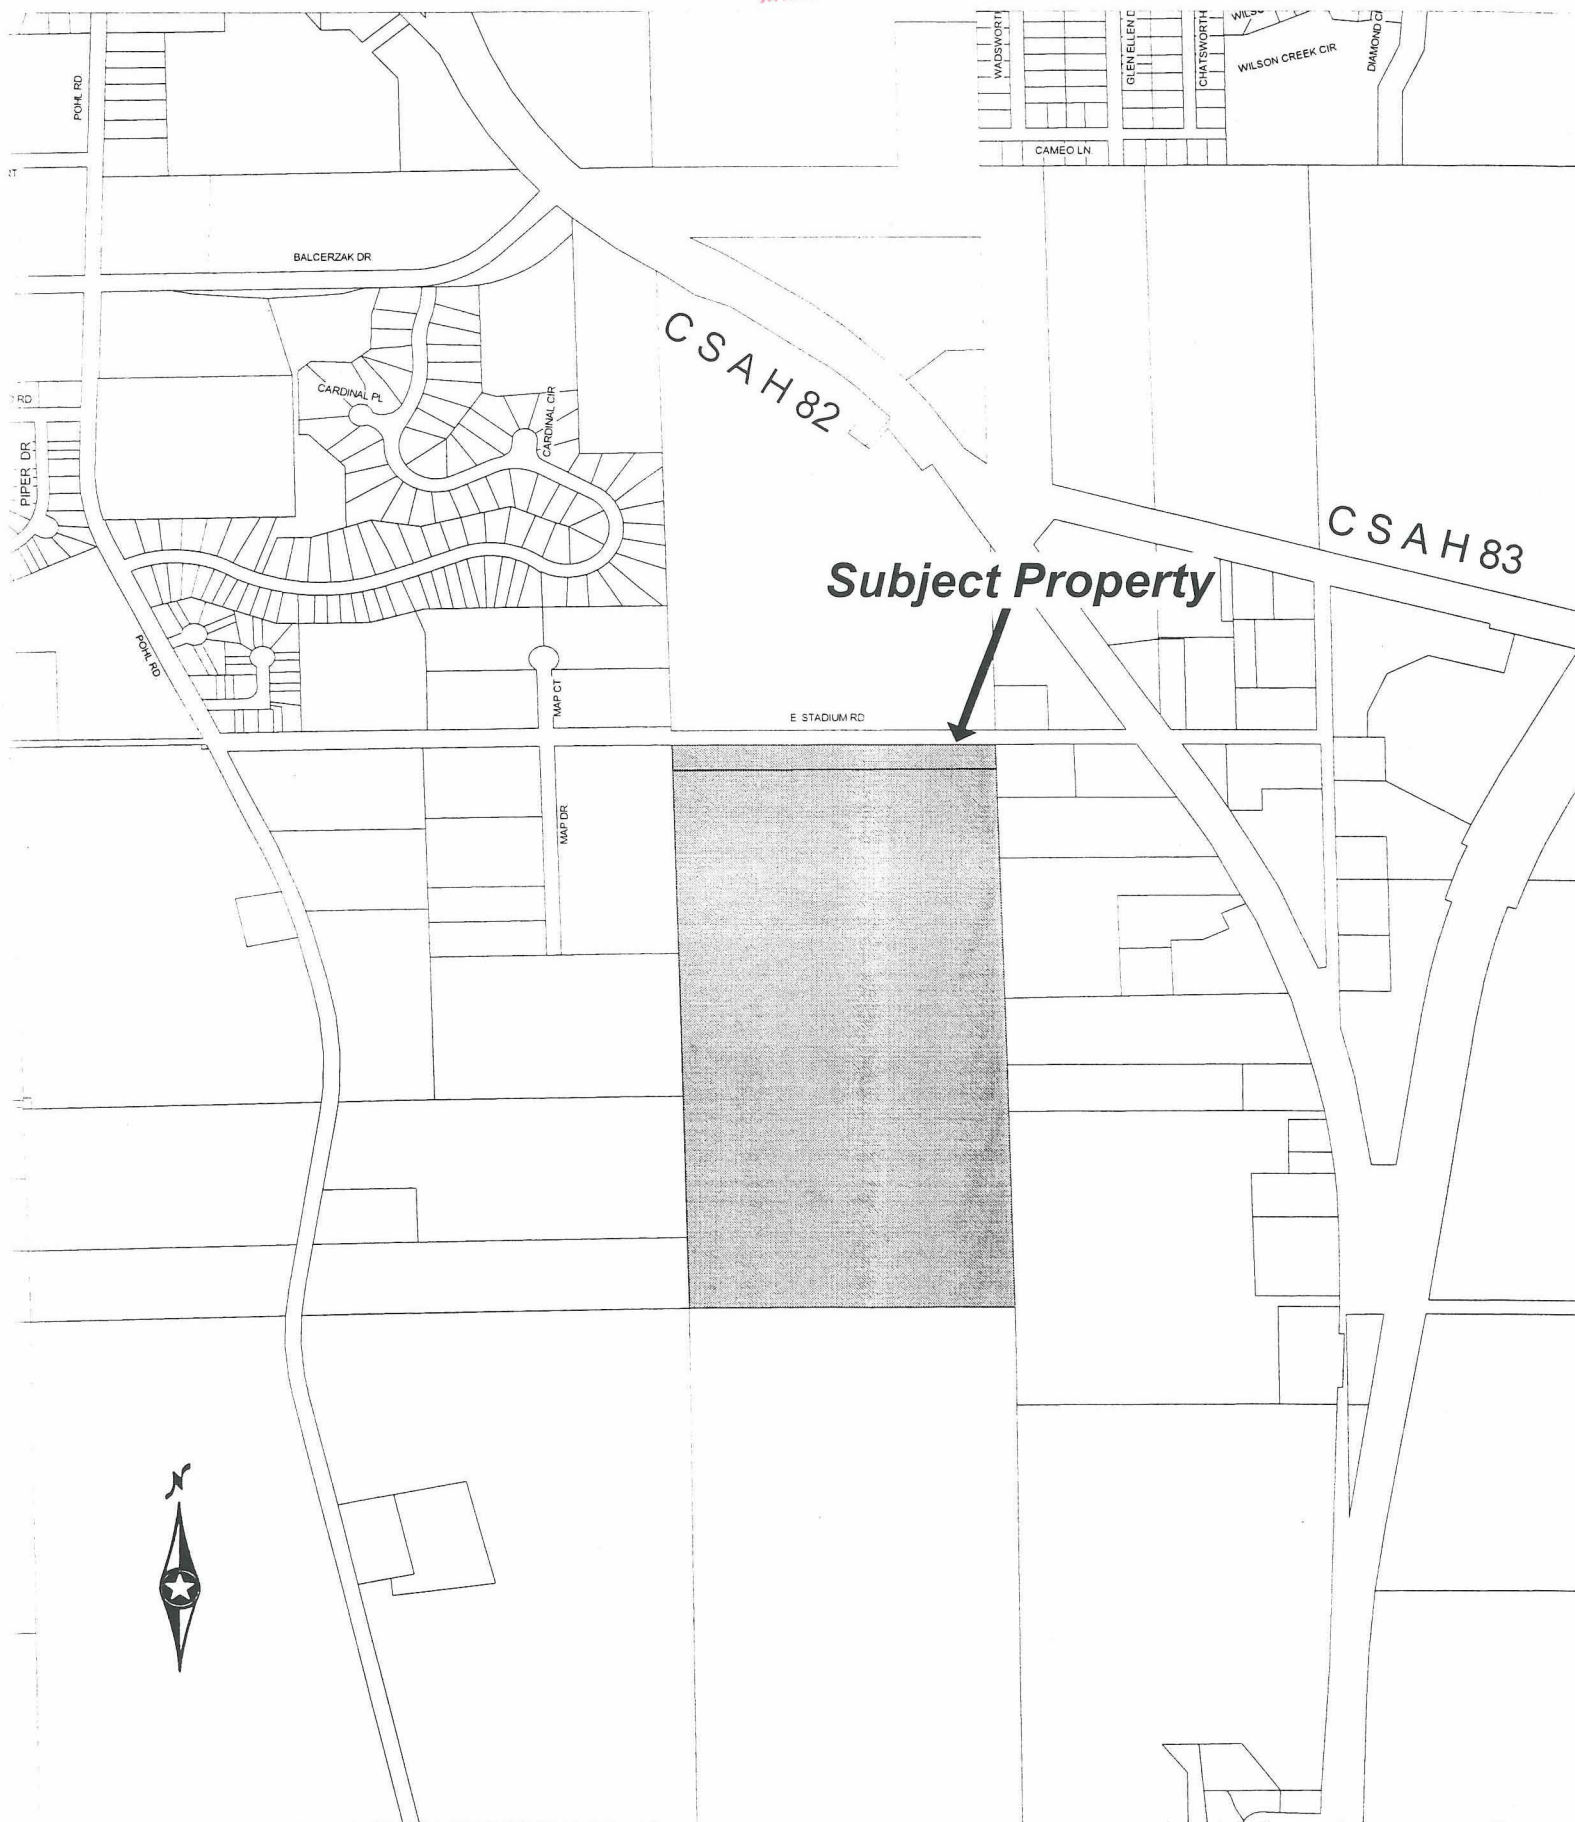 POHL RD
WADSWORTH
GLEN ELLEN D
CHATSWORTH
WILSON CREEK CIR
CAMEO LN
BALCERZAK DR
CSAH 82
CARDINAL PL
CARDINAL CIR
RD
PIPER DR
CSAH 83
Subject Property
POHL RD
MAP CT
E STADIUM RD
MAP DR
N